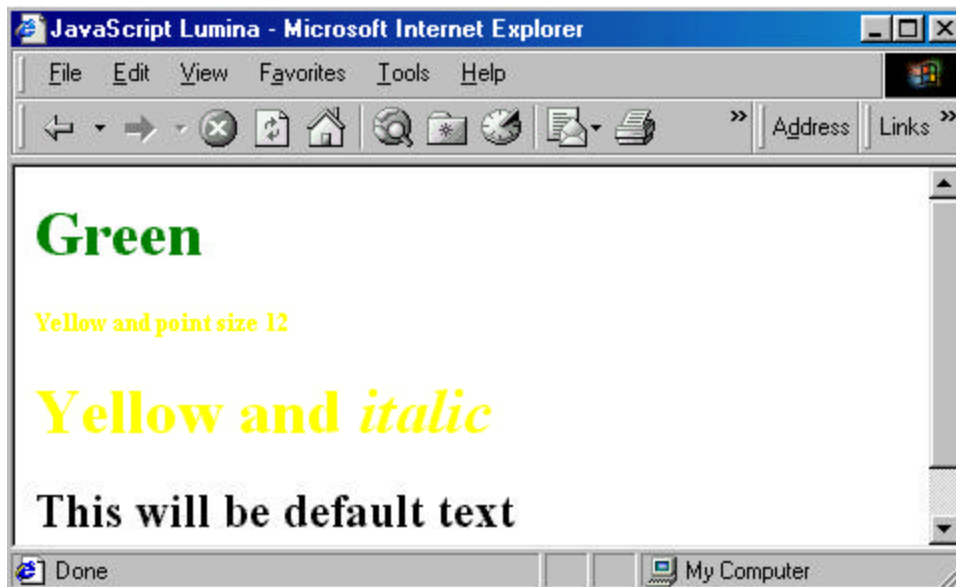 JavaScript Lumina - Microsoft Internet Explorer
File Edit View Favorites Tools Help
» Address Links »
Green
Yellow and point size 12
Yellow and italic
This will be default text
Done My Computer